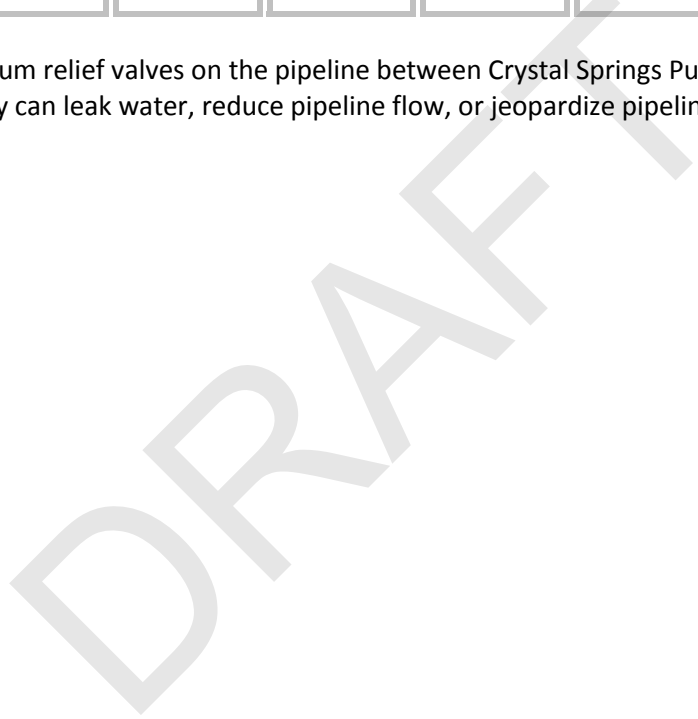 um relief valves on the pipeline between Crystal Springs Pu
y can leak water, reduce pipeline flow, or jeopardize pipelin
DRAFT